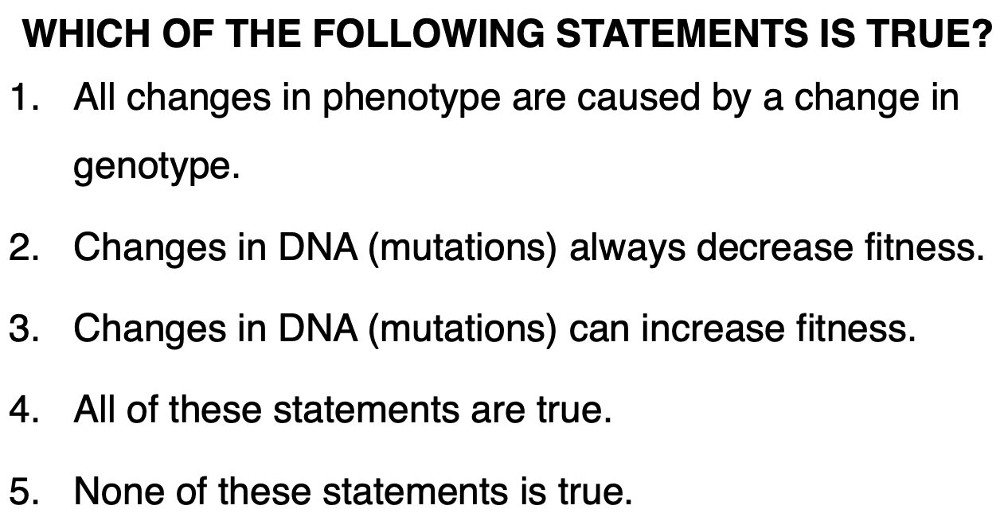 WHICH OF THE FOLLOWING STATEMENTS IS TRUE?
1. All changes in phenotype are caused by a change in
genotype.
2. Changes in DNA (mutations) always decrease fitness.
3. Changes in DNA (mutations) can increase fitness.
4. All of these statements are true.
5. None of these statements is true.